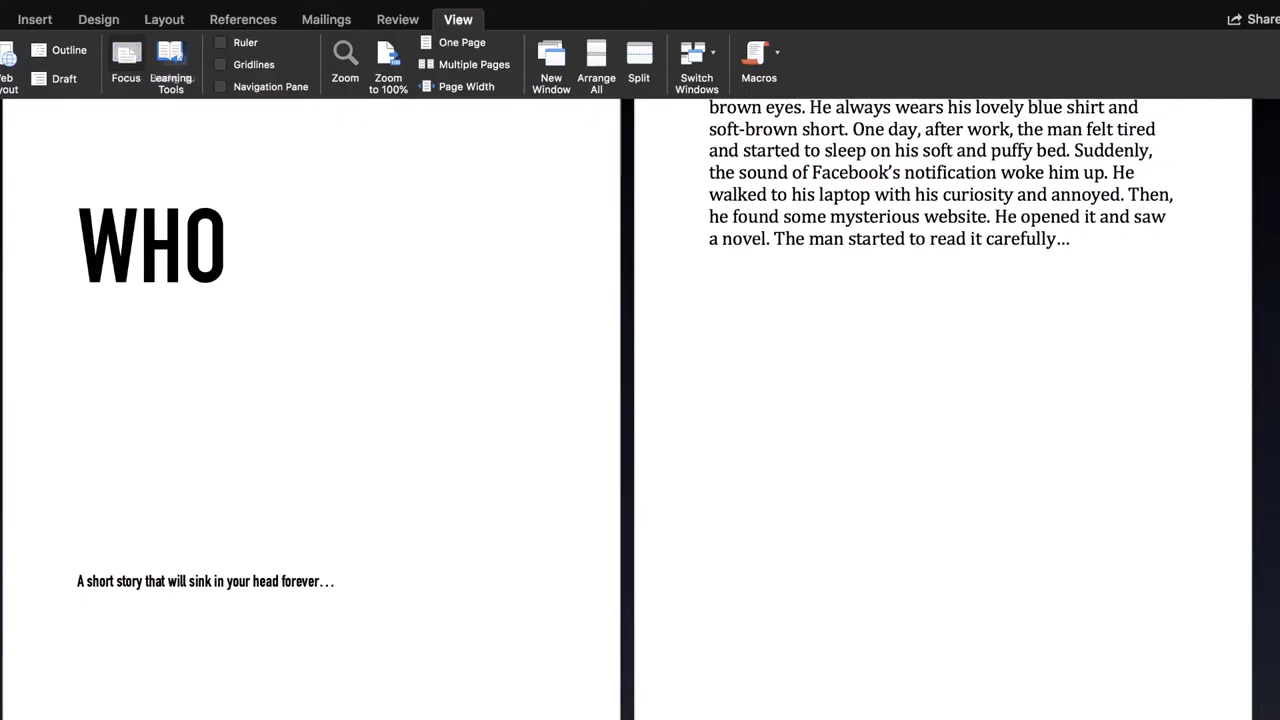 Insert Design Layout References Mailings Review View Share
Outline
Draft
Focus
Learning Tools
Ruler
Gridlines
Navigation Pane
Zoom
Zoom to 100%
One Page
Multiple Pages
Page Width
New Window
Arrange All
Split
Switch Windows
Macros
WHO
A short story that will sink in your head forever...
brown eyes. He always wears his lovely blue shirt and
soft-brown short. One day, after work, the man felt tired
and started to sleep on his soft and puffy bed. Suddenly,
the sound of Facebook’s notification woke him up. He
walked to his laptop with his curiosity and annoyed. Then,
he found some mysterious website. He opened it and saw
a novel. The man started to read it carefully...